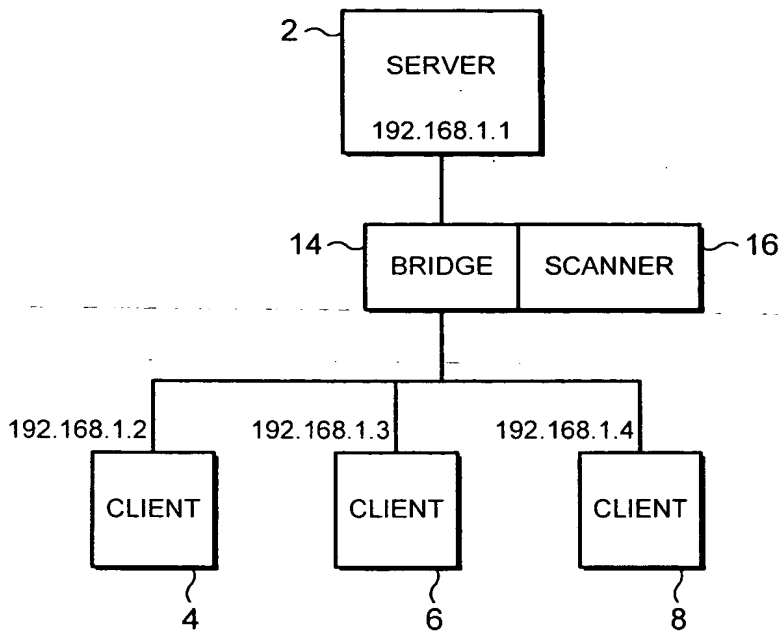 2
SERVER
192.168.1.1
14
BRIDGE
SCANNER
16
192.168.1.2
192.168.1.3
192.168.1.4
CLIENT
CLIENT
CLIENT
4
6
8